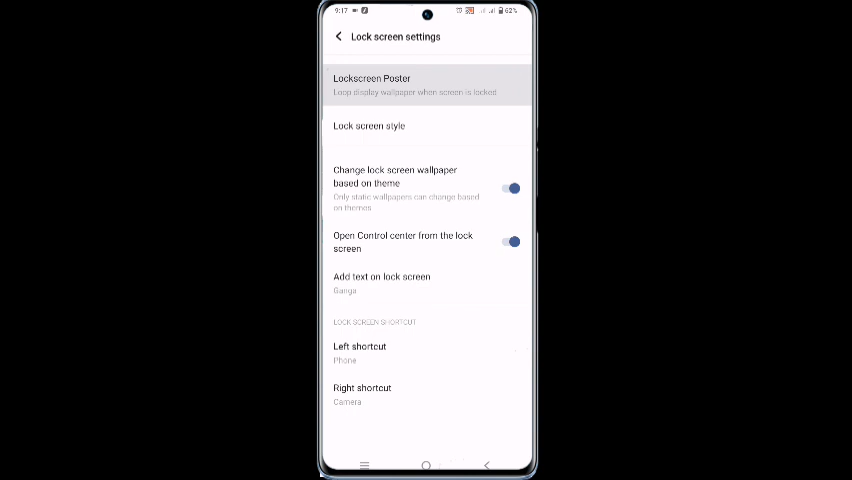 9:17
62%
Lock screen settings
Lockscreen Poster
Loop display wallpaper when screen is locked
Lock screen style
Change lock screen wallpaper
based on theme
Only static wallpapers can change based
on themes
Open Control center from the lock
screen
Add text on lock screen
Ganga
LOCK SCREEN SHORTCUT
Left shortcut
Phone
Right shortcut
Camera